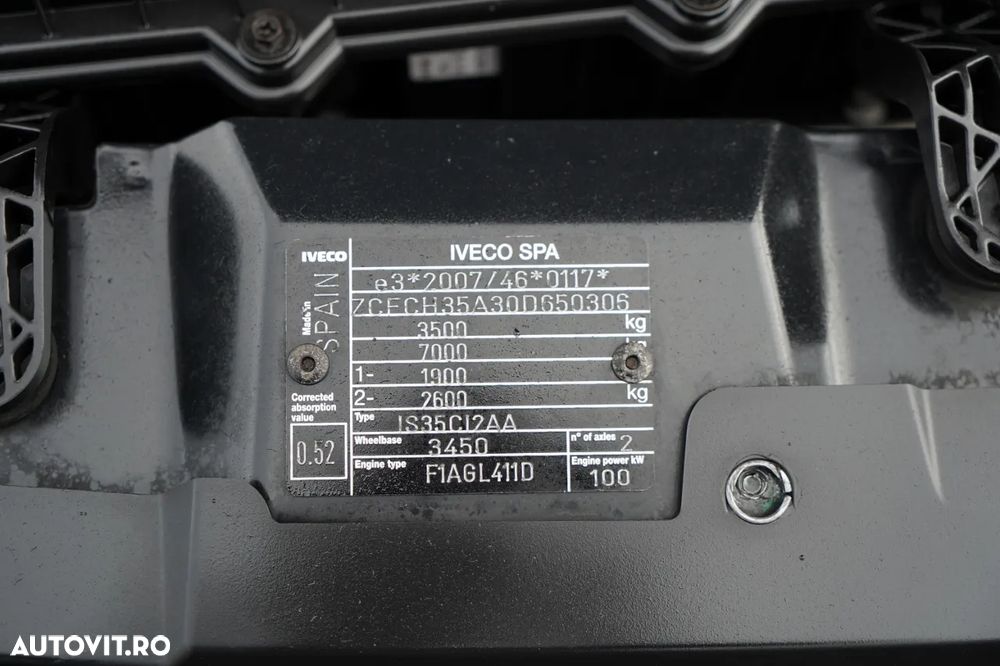 IVECO
IVECO SPA
Made in
SPAIN
e3*2007/46*0117*
ZCFCH35A30D650306
3500 kg
7000
1- 1900
2- 2600 kg
Corrected
absorption
value
0.52
Type IS35CI2AA
Wheelbase 3450 n° of axles 2
Engine type F1AGL411D Engine power kW 100
AUTOVIT.RO